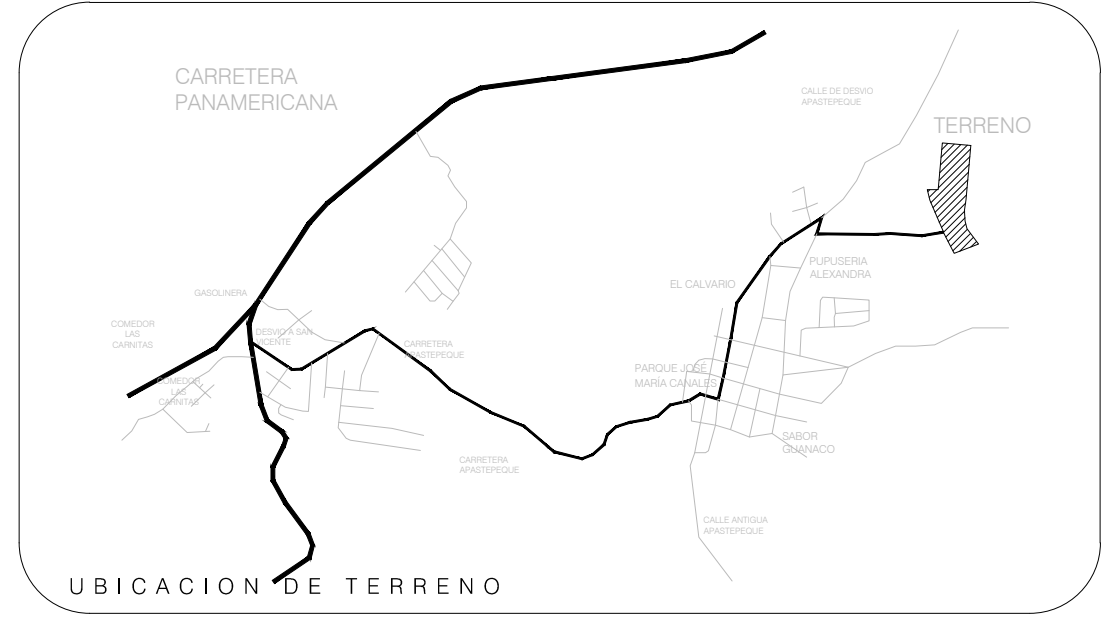 CARRETERA
PANAMERICANA
CALLE DE DESVIO
APASTEPEQUE
TERRENO
PUPUSERIA
ALEXANDRA
EL CALVARIO
GASOLINERA
COMEDOR
LAS
CARNITAS
DESVIO A SAN
VICENTE
CARRETERA
APASTEPEQUE
COMEDOR
LAS
CARNITAS
PARQUE JOSÉ
MARÍA CANALES
SABOR
GUANACO
CARRETERA
APASTEPEQUE
CALLE ANTIGUA
APASTEPEQUE
UBICACION DE TERRENO